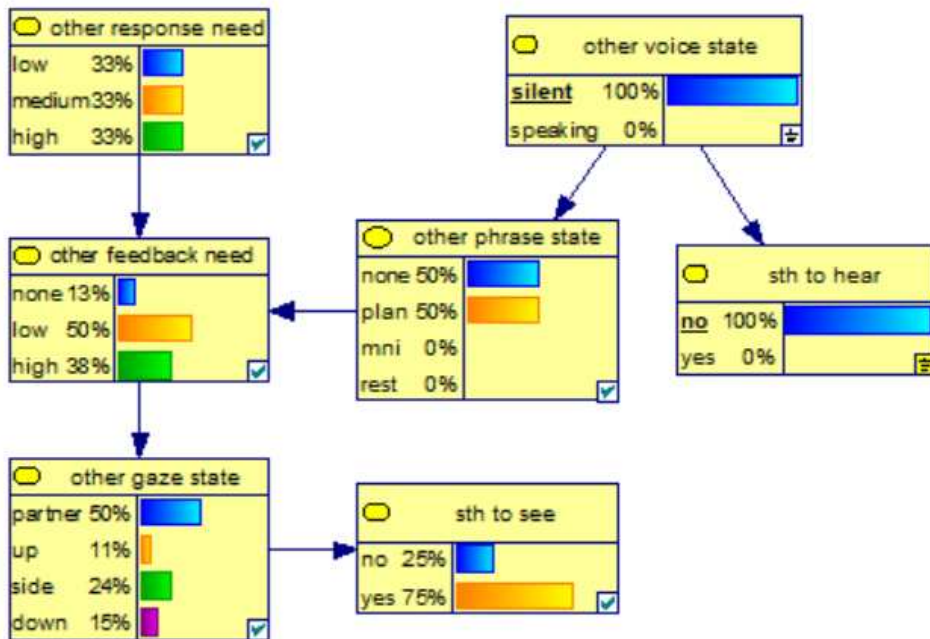 other response need
low 33%
medium 33%
high 33%
other voice state
silent 100%
speaking 0%
other feedback need
none 13%
low 50%
high 38%
other phrase state
none 50%
plan 50%
mni 0%
rest 0%
sth to hear
no 100%
yes 0%
other gaze state
partner 50%
up 11%
side 24%
down 15%
sth to see
no 25%
yes 75%